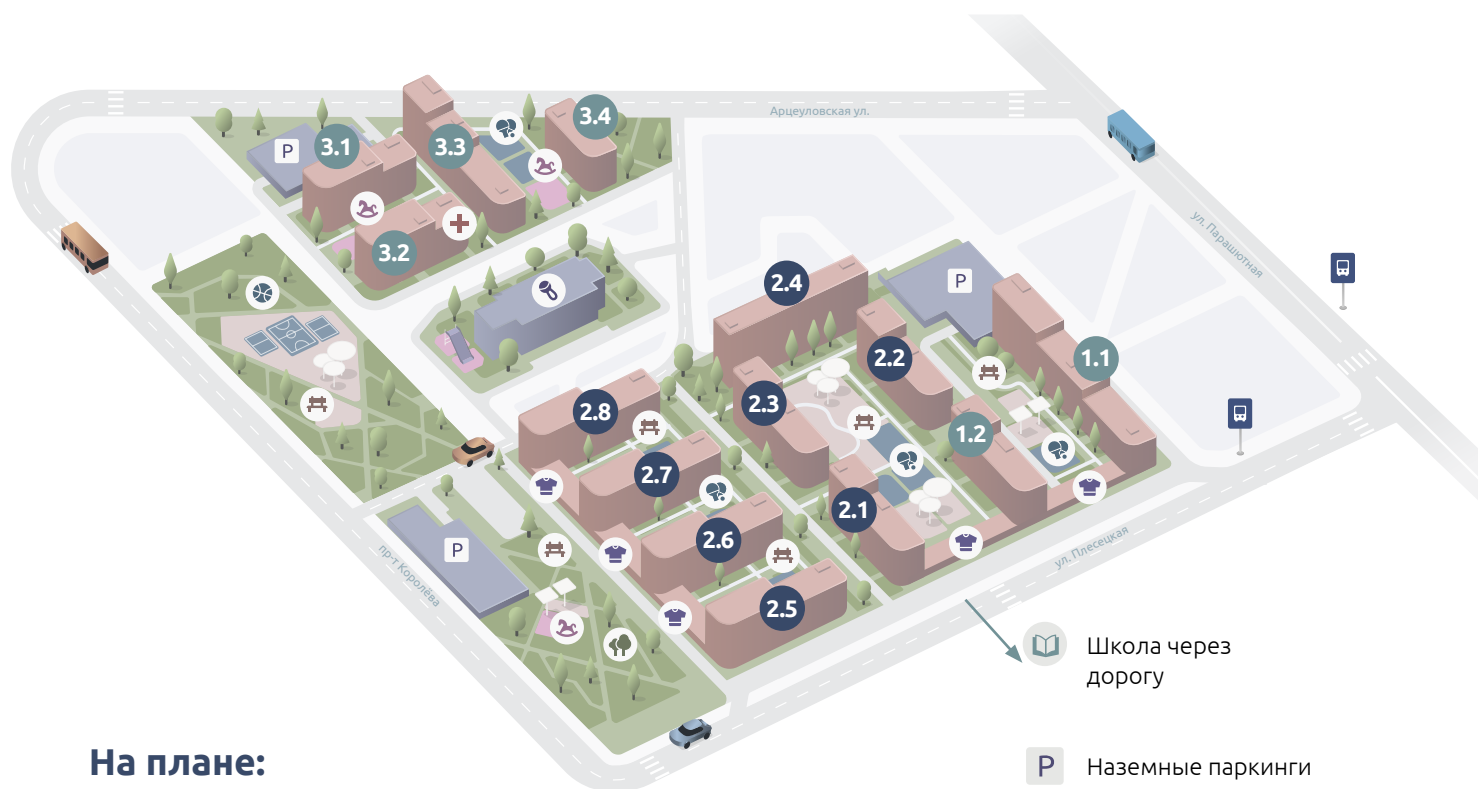 Арцеуловская ул.
3.4
3.1
3.3
P
ул. Парашютная
3.2
2.4
P
2.2
1.1
2.3
2.8
1.2
2.7
2.1
2.6
P
пр-т Королёва
ул. Плесецкая
2.5
Школа через
дорогу
На плане:
P
Наземные паркинги